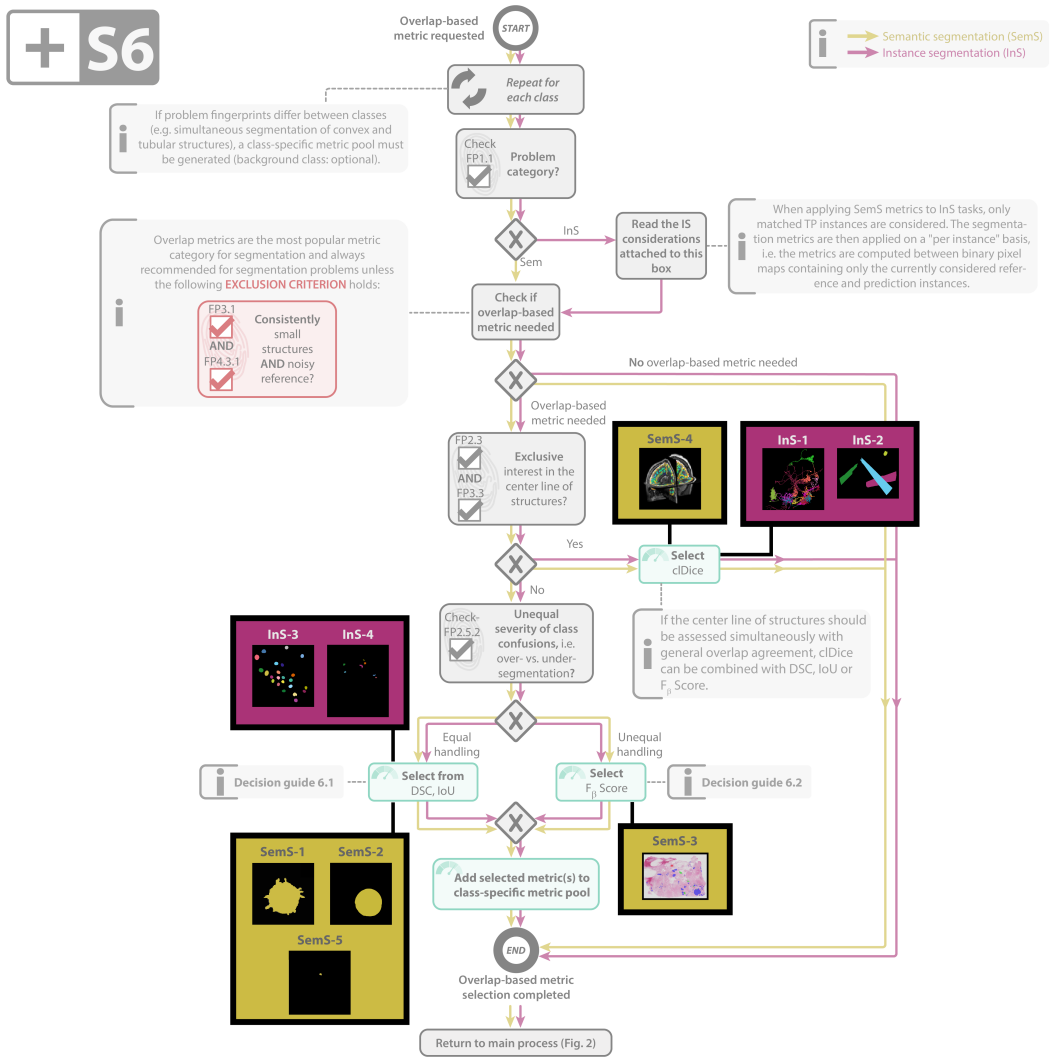 S6
Overlap-based
metric requested
START
Semantic segmentation (SemS)
Instance segmentation (InS)
Repeat for
each class
If problem fingerprints differ between classes
(e.g. simultaneous segmentation of convex and
tubular structures), a class-specific metric pool must
be generated (background class: optional).
Check
FP1.1
Problem
category?
InS
Sem
Read the IS
considerations
attached to this
box
When applying SemS metrics to InS tasks, only
matched TP instances are considered. The segmenta-
tion metrics are then applied on a "per instance" basis,
i.e. the metrics are computed between binary pixel
maps containing only the currently considered refer-
ence and prediction instances.
Overlap metrics are the most popular metric
category for segmentation and always
recommended for segmentation problems unless
the following EXCLUSION CRITERION holds:
FP3.1
AND
FP4.3.1
Consistently
small
structures
AND noisy
reference?
Check if
overlap-based
metric needed
No overlap-based metric needed
Overlap-based
metric needed
FP2.3
AND
FP3.3
Exclusive
interest in the
center line of
structures?
SemS-4
InS-1
InS-2
Yes
No
Select
clDice
If the center line of structures should
be assessed simultaneously with
general overlap agreement, clDice
can be combined with DSC, IoU or
Fβ Score.
Check-
FP2.5.2
Unequal
severity of class
confusions, i.e.
over- vs. under-
segmentation?
InS-3
InS-4
Equal
handling
Unequal
handling
Decision guide 6.1
Select from
DSC, IoU
Select
Fβ Score
Decision guide 6.2
SemS-1
SemS-2
SemS-5
SemS-3
Add selected metric(s) to
class-specific metric pool
END
Overlap-based metric
selection completed
Return to main process (Fig. 2)